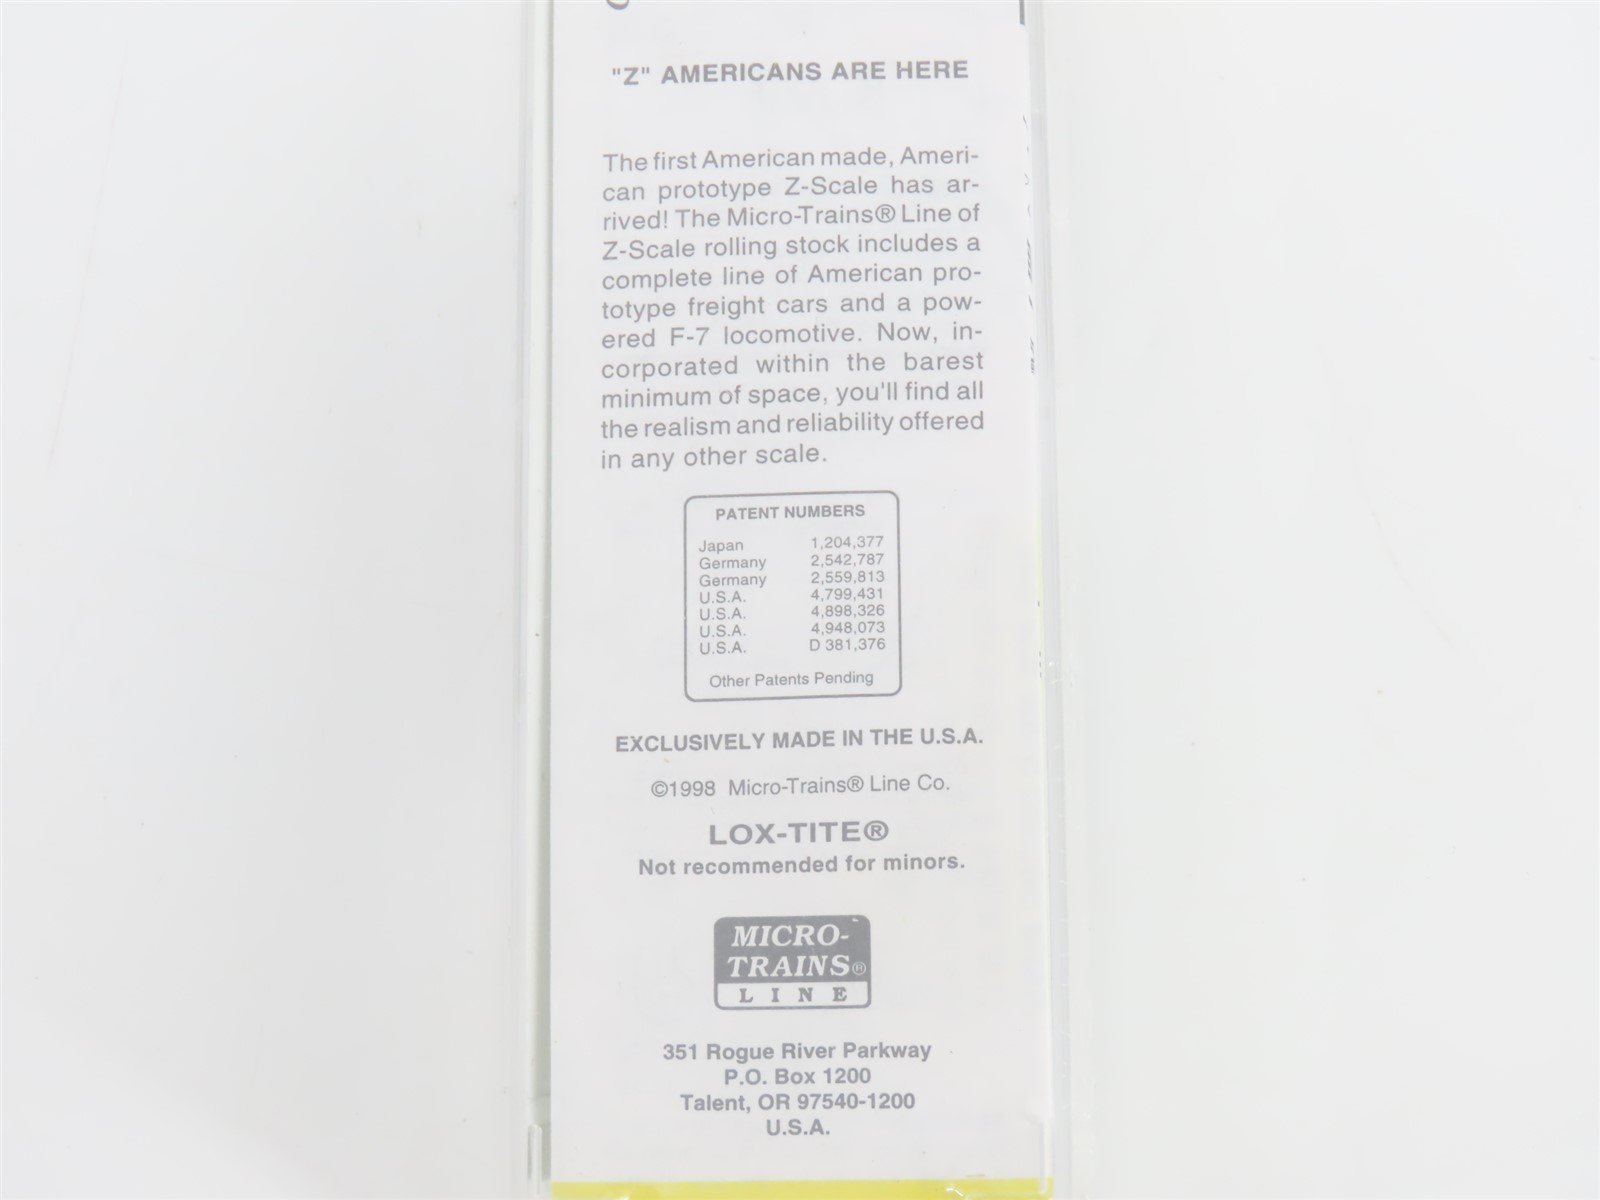 "Z" AMERICANS ARE HERE
The first American made, Ameri-
can prototype Z-Scale has ar-
rived! The Micro-Trains® Line of
Z-Scale rolling stock includes a
complete line of American pro-
totype freight cars and a pow-
ered F-7 locomotive. Now, in-
corporated within the barest
minimum of space, you'll find all
the realism and reliability offered
in any other scale.
PATENT NUMBERS
Japan 1,204,377
Germany 2,542,787
Germany 2,559,813
U.S.A. 4,799,431
U.S.A. 4,898,326
U.S.A. 4,948,073
U.S.A. D 381,376
Other Patents Pending
EXCLUSIVELY MADE IN THE U.S.A.
©1998 Micro-Trains® Line Co.
LOX-TITE®
Not recommended for minors.
MICRO-
TRAINS®
LINE
351 Rogue River Parkway
P.O. Box 1200
Talent, OR 97540-1200
U.S.A.